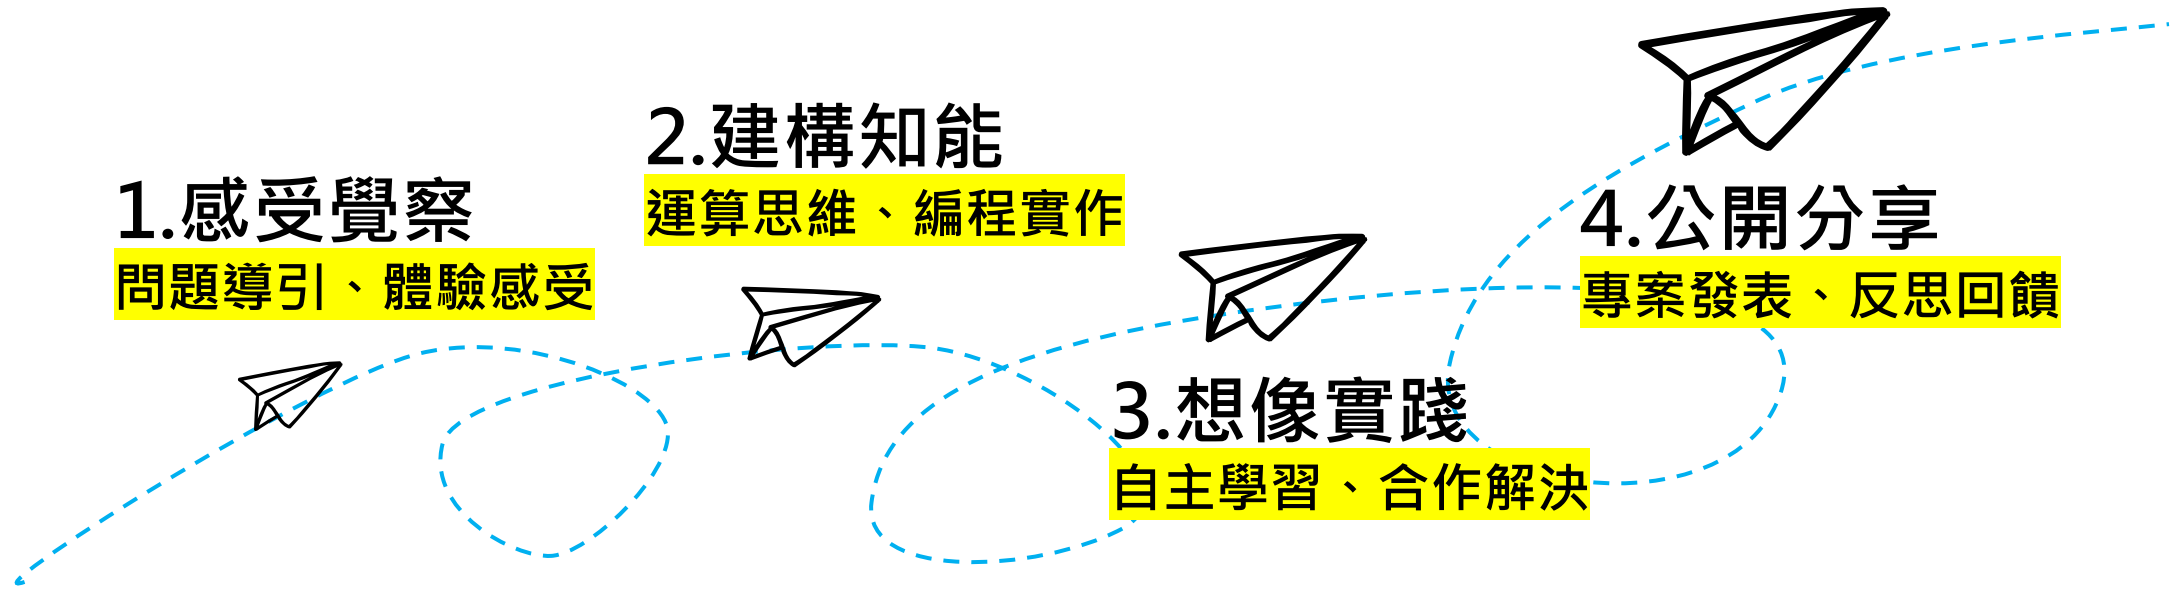 1.感受覺察
問題導引、體驗感受
2.建構知能
運算思維、編程實作
3.想像實踐
自主學習、合作解決
4.公開分享
專案發表、反思回饋